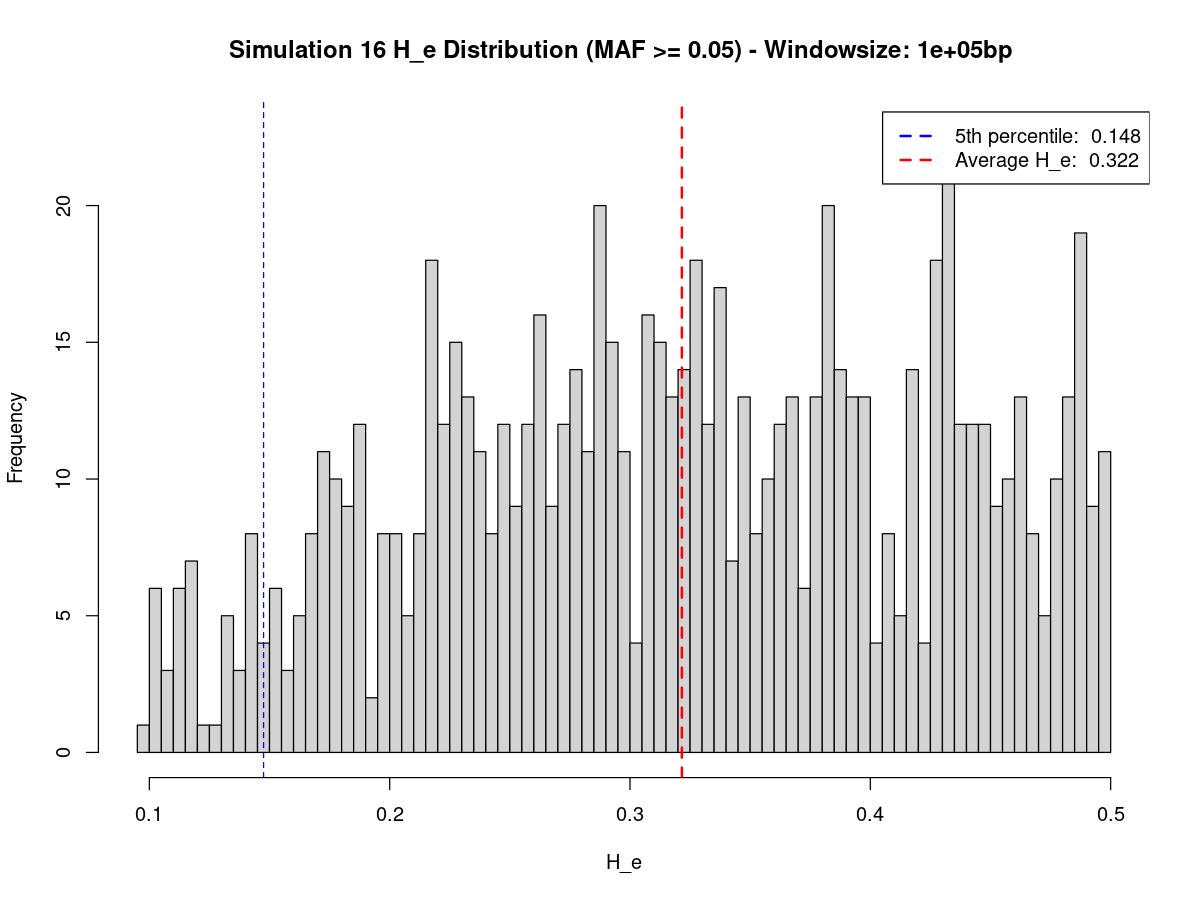 Simulation 16 H_e Distribution (MAF >= 0.05) - Windowsize: 1e+05bp
5th percentile:  0.148
Average H_e:  0.322
Frequency
20
15
10
5
0
0.1 0.2 0.3 0.4 0.5
H_e